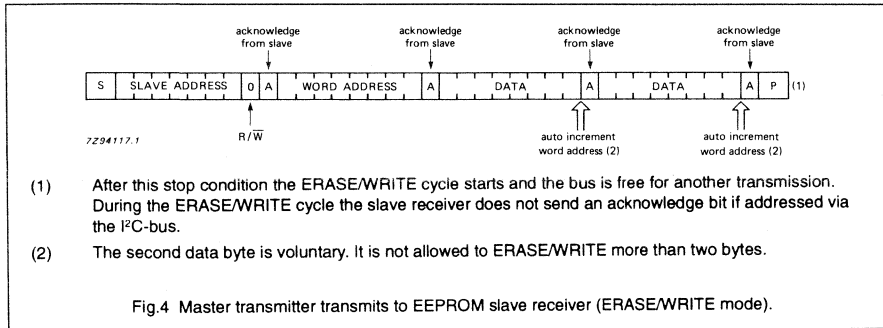 acknowledge from slave
acknowledge from slave
acknowledge from slave
acknowledge from slave
S SLAVE ADDRESS 0 A WORD ADDRESS A DATA A DATA A P (1)
R/W̅
auto increment word address (2)
auto increment word address (2)
7Z94117.1
(1) After this stop condition the ERASE/WRITE cycle starts and the bus is free for another transmission.
During the ERASE/WRITE cycle the slave receiver does not send an acknowledge bit if addressed via
the I²C-bus.
(2) The second data byte is voluntary. It is not allowed to ERASE/WRITE more than two bytes.
Fig.4 Master transmitter transmits to EEPROM slave receiver (ERASE/WRITE mode).